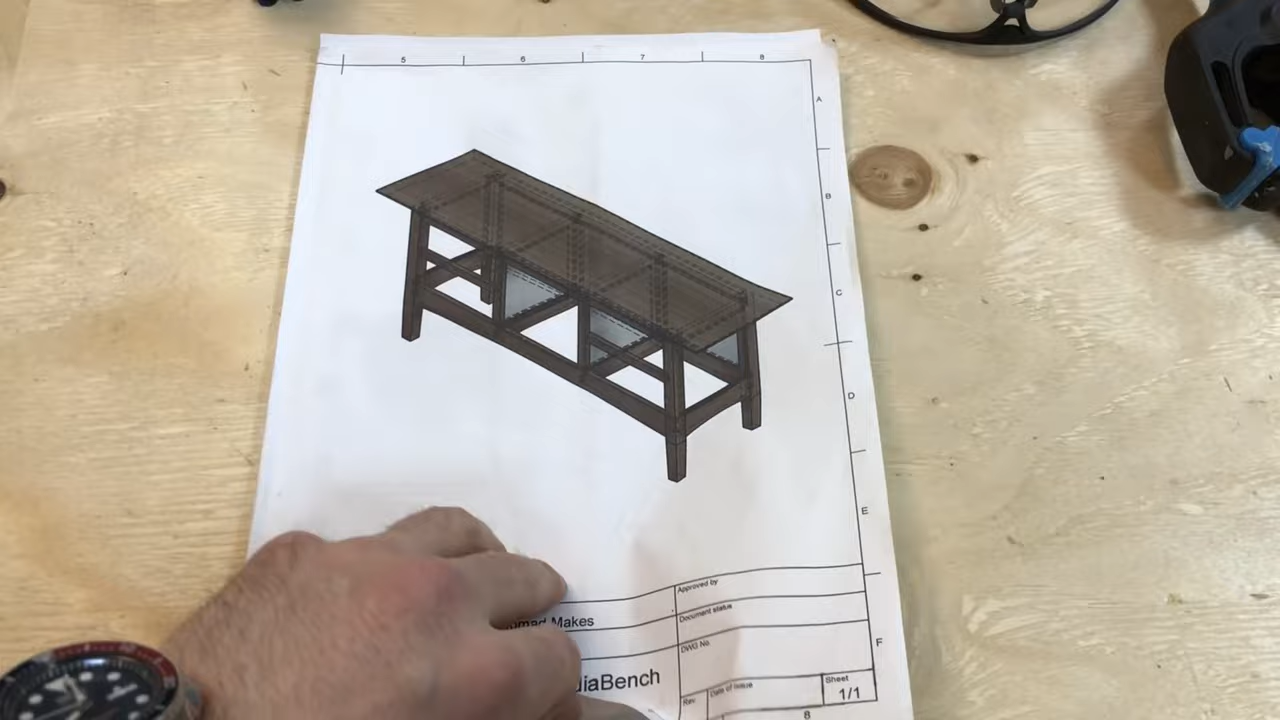 5 6 7 8
A
B
C
D
E
F
Approved by
Makes
Document status
DWG No.
Rev. Date of issue
Sheet
1/1
8